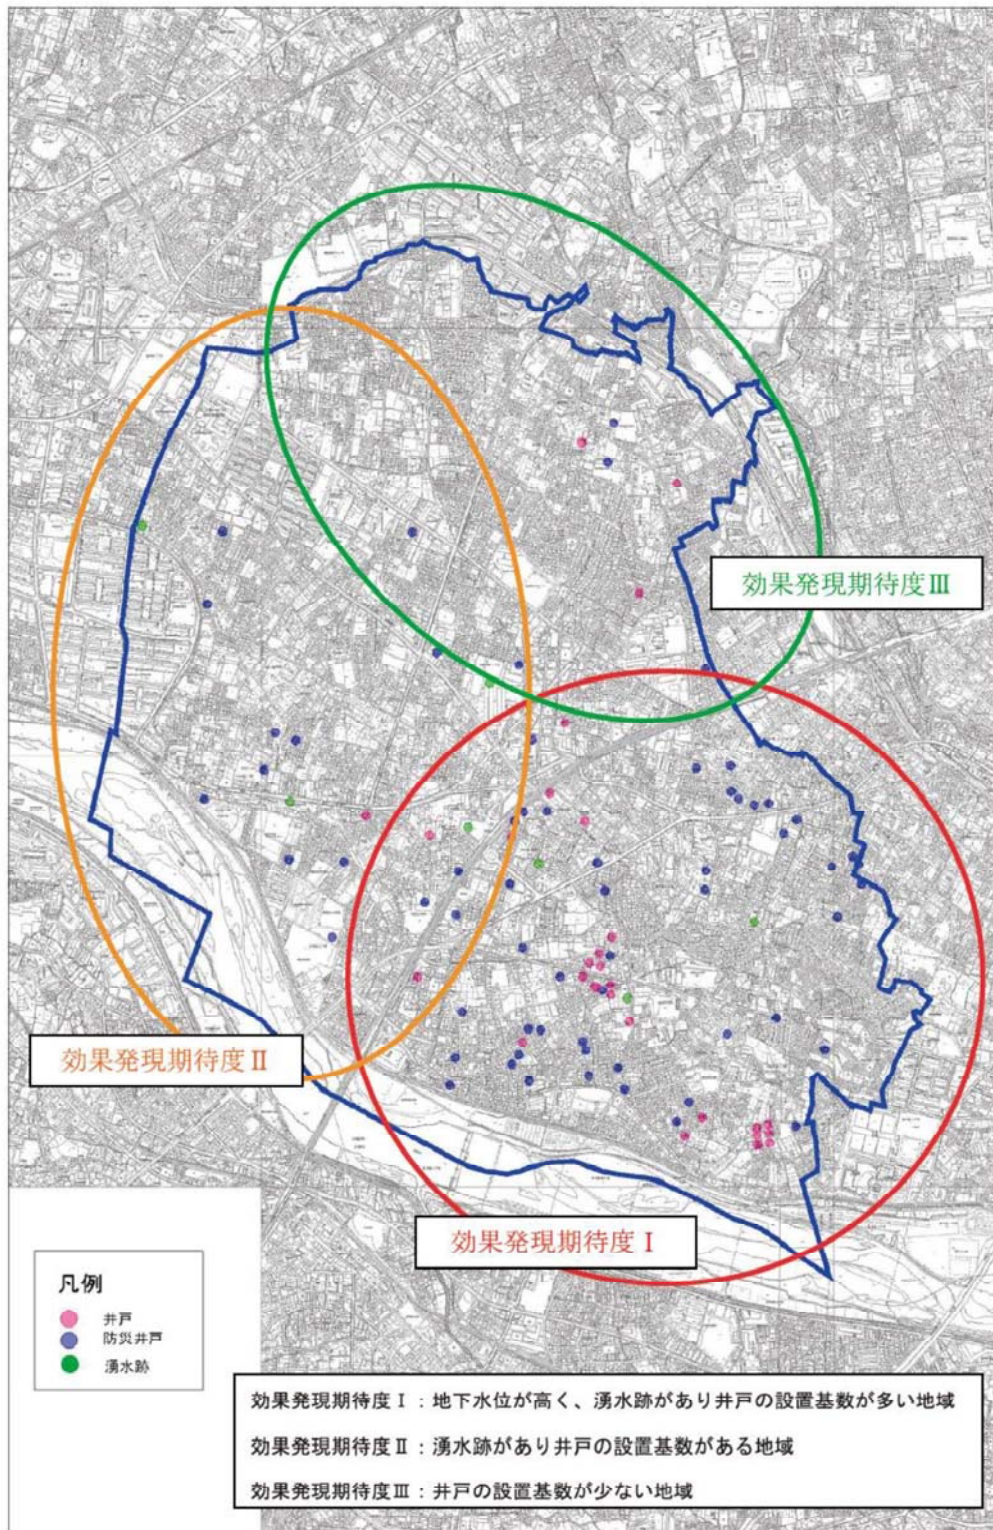 効果発現期待度Ⅲ
効果発現期待度Ⅱ
効果発現期待度Ⅰ
凡例
井戸
防災井戸
湧水跡
効果発現期待度Ⅰ：地下水位が高く、湧水跡があり井戸の設置基数が多い地域
効果発現期待度Ⅱ：湧水跡があり井戸の設置基数がある地域
効果発現期待度Ⅲ：井戸の設置基数が少ない地域